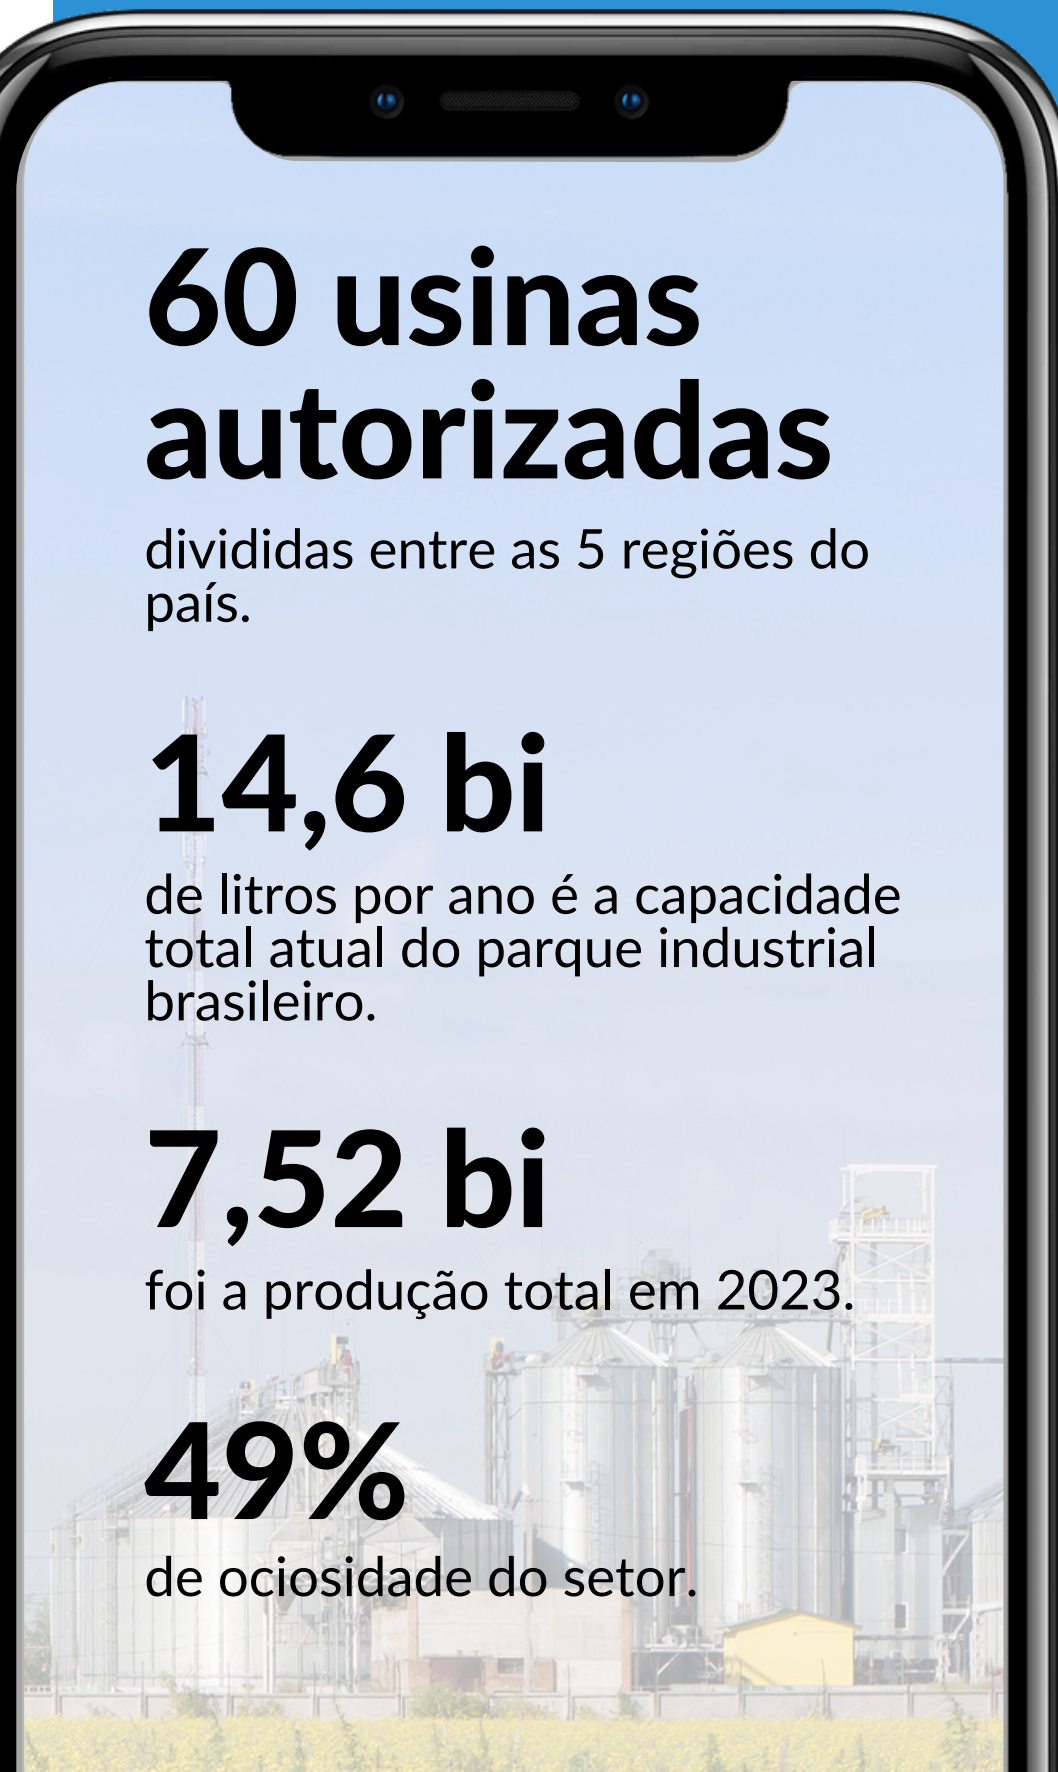 60 usinas
autorizadas
divididas entre as 5 regiões do
país.
14,6 bi
de litros por ano é a capacidade
total atual do parque industrial
brasileiro.
7,52 bi
foi a produção total em 2023.
49%
de ociosidade do setor.